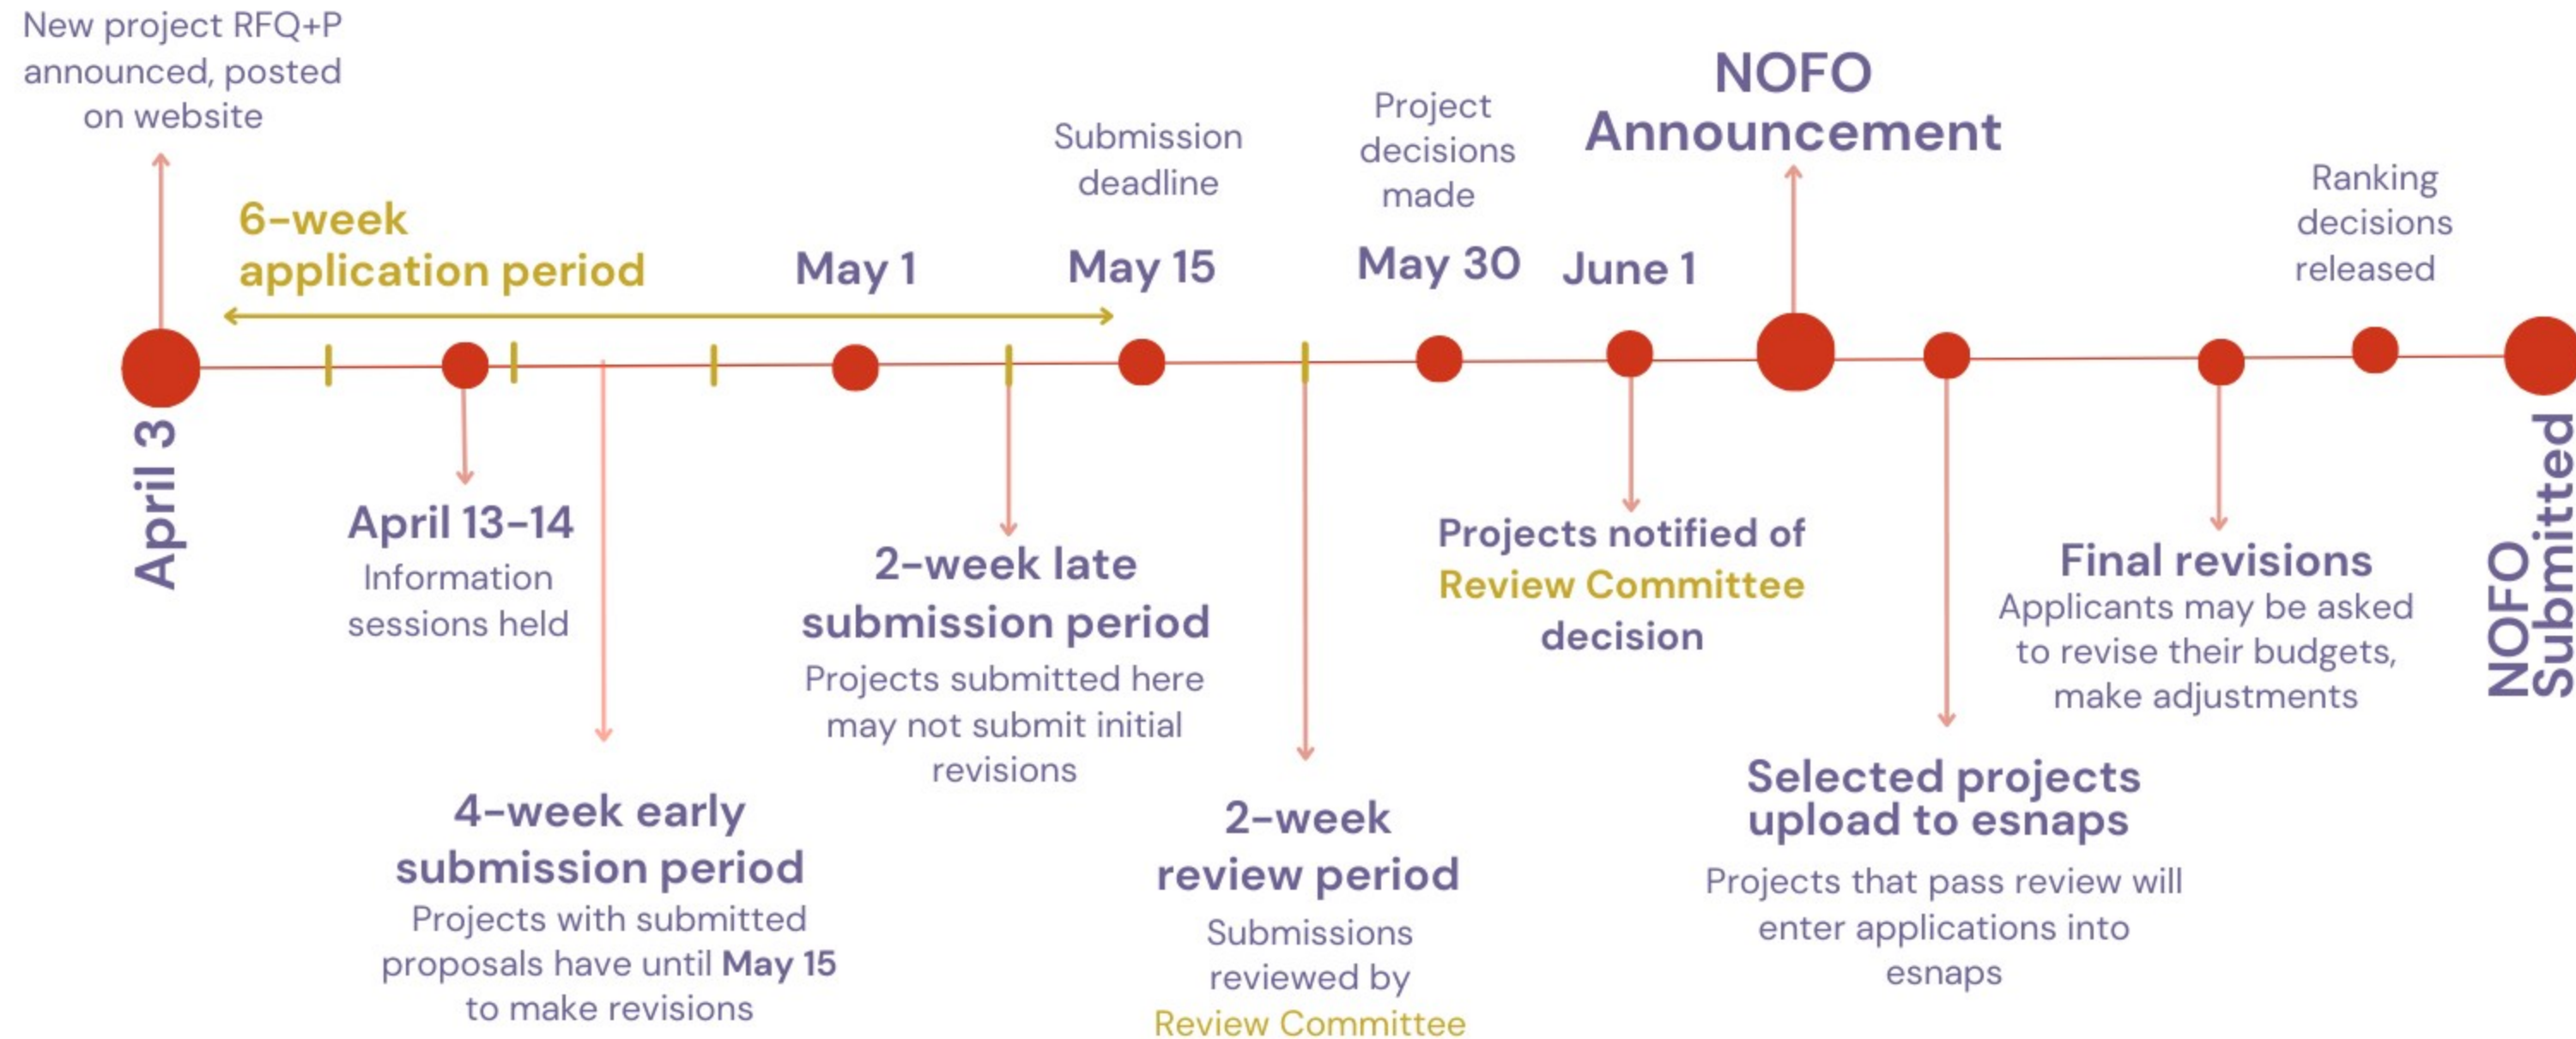 New project RFQ+P
announced, posted
on website
6-week
application period
May 1
Submission
deadline
May 15
Project
decisions
made
May 30
June 1
NOFO
Announcement
Ranking
decisions
released
April 3
April 13-14
Information
sessions held
4-week early
submission period
Projects with submitted
proposals have until May 15
to make revisions
2-week late
submission period
Projects submitted here
may not submit initial
revisions
2-week
review period
Submissions
reviewed by
Review Committee
Projects notified of
Review Committee
decision
Selected projects
upload to esnaps
Projects that pass review will
enter applications into
esnaps
Final revisions
Applicants may be asked
to revise their budgets,
make adjustments
NOFO
Submitted